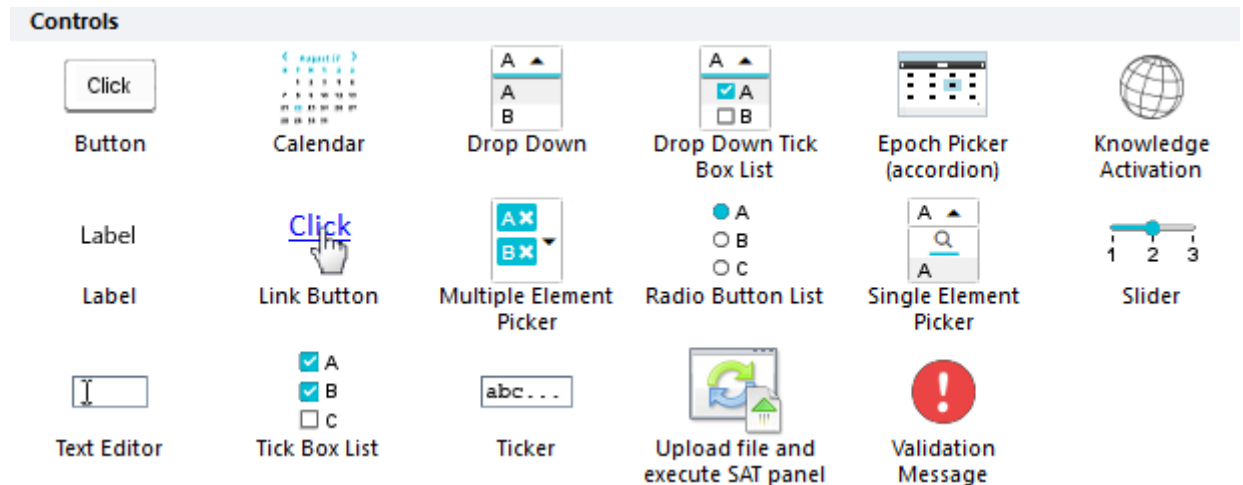 Controls
Click
Button
Calendar
A
A
B
Drop Down
A
A
B
Drop Down Tick
Box List
Epoch Picker
(accordion)
Knowledge
Activation
Label
Label
Click
Link Button
A
B
Multiple Element
Picker
A
B
C
Radio Button List
A
A
Single Element
Picker
1 2 3
Slider
Text Editor
A
B
C
Tick Box List
abc...
Ticker
Upload file and
execute SAT panel
!
Validation
Message